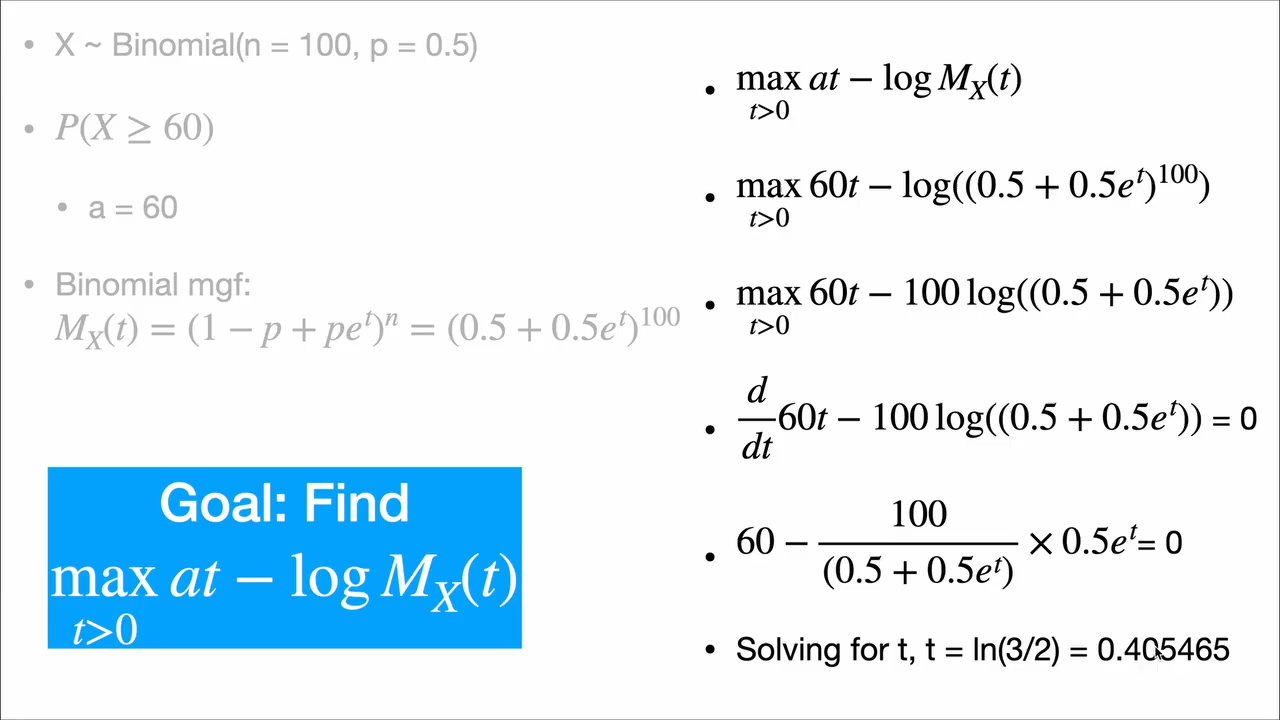 • X ~ Binomial(n = 100, p = 0.5)
• P(X ≥ 60)
• a = 60
• Binomial mgf:
M_X(t) = (1 − p + pe^t)^n = (0.5 + 0.5e^t)^100
Goal: Find
max at − log M_X(t)
t>0
• max at − log M_X(t)
t>0
• max 60t − log((0.5 + 0.5e^t)^100)
t>0
• max 60t − 100 log((0.5 + 0.5e^t))
t>0
• d/dt 60t − 100 log((0.5 + 0.5e^t)) = 0
• 60 − 100/(0.5 + 0.5e^t) × 0.5e^t = 0
• Solving for t, t = ln(3/2) = 0.405465